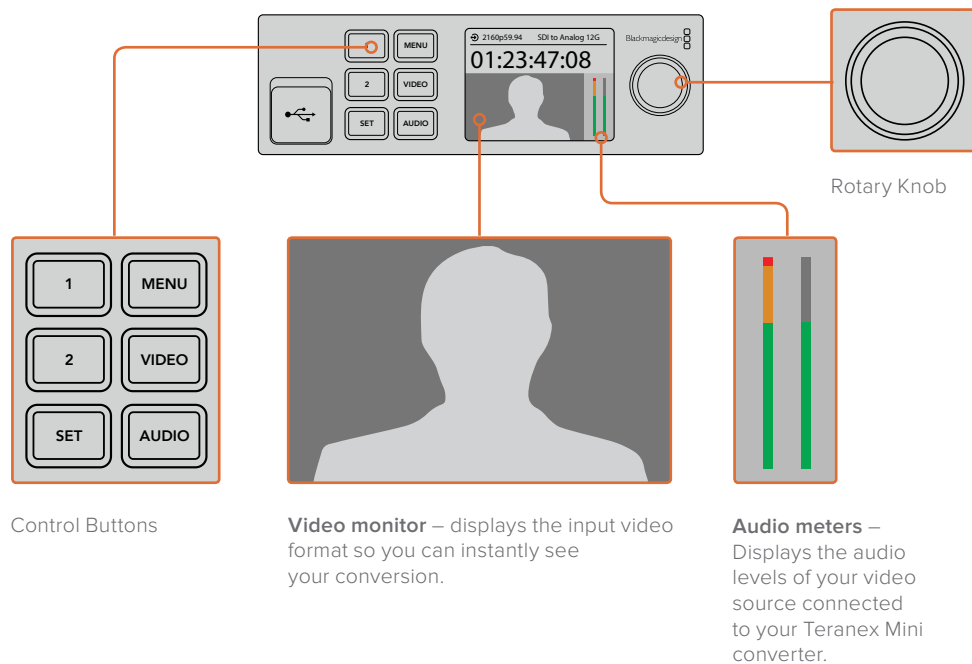 MENU
2
VIDEO
SET
AUDIO
2160p59.94 SDI to Analog 12G
01:23:47:08
Blackmagicdesign
Rotary Knob
1
MENU
2
VIDEO
SET
AUDIO
Control Buttons
Video monitor – displays the input video
format so you can instantly see
your conversion.
Audio meters –
Displays the audio
levels of your video
source connected
to your Teranex Mini
converter.